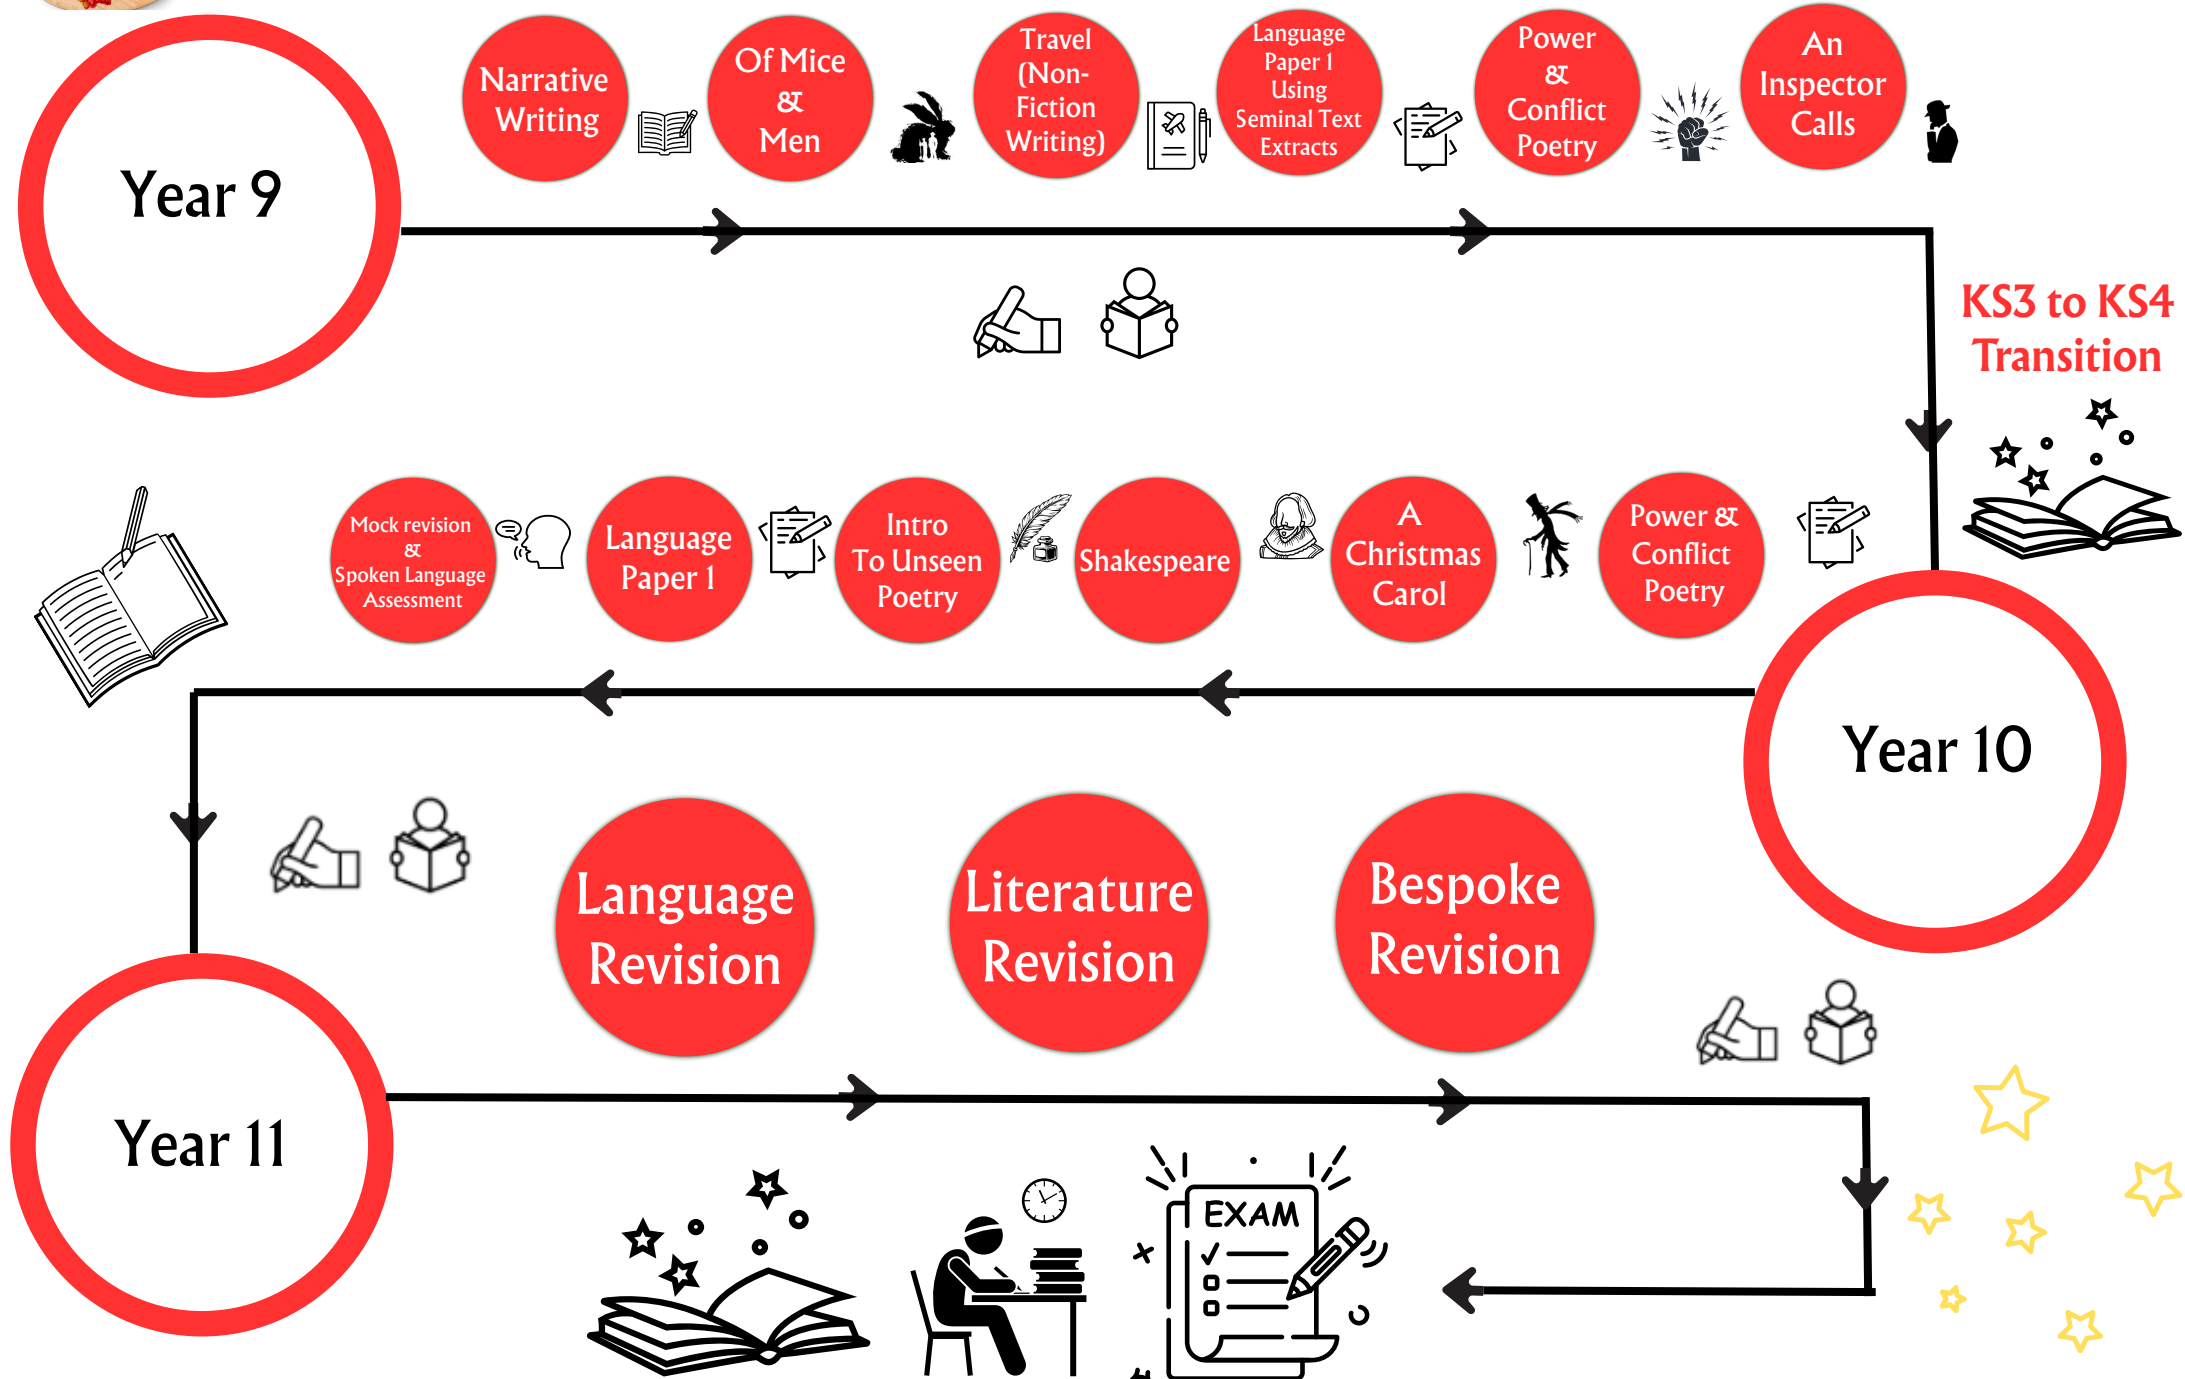 Year 9
Narrative
Writing
Of Mice
&
Men
Travel
(Non-
Fiction
Writing)
Language
Paper 1
Using
Seminal Text
Extracts
Power
&
Conflict
Poetry
An
Inspector
Calls
KS3 to KS4
Transition
Mock revision
&
Spoken Language
Assessment
Language
Paper 1
Intro
To Unseen
Poetry
Shakespeare
A
Christmas
Carol
Power &
Conflict
Poetry
Year 10
Language
Revision
Literature
Revision
Bespoke
Revision
Year 11
EXAM